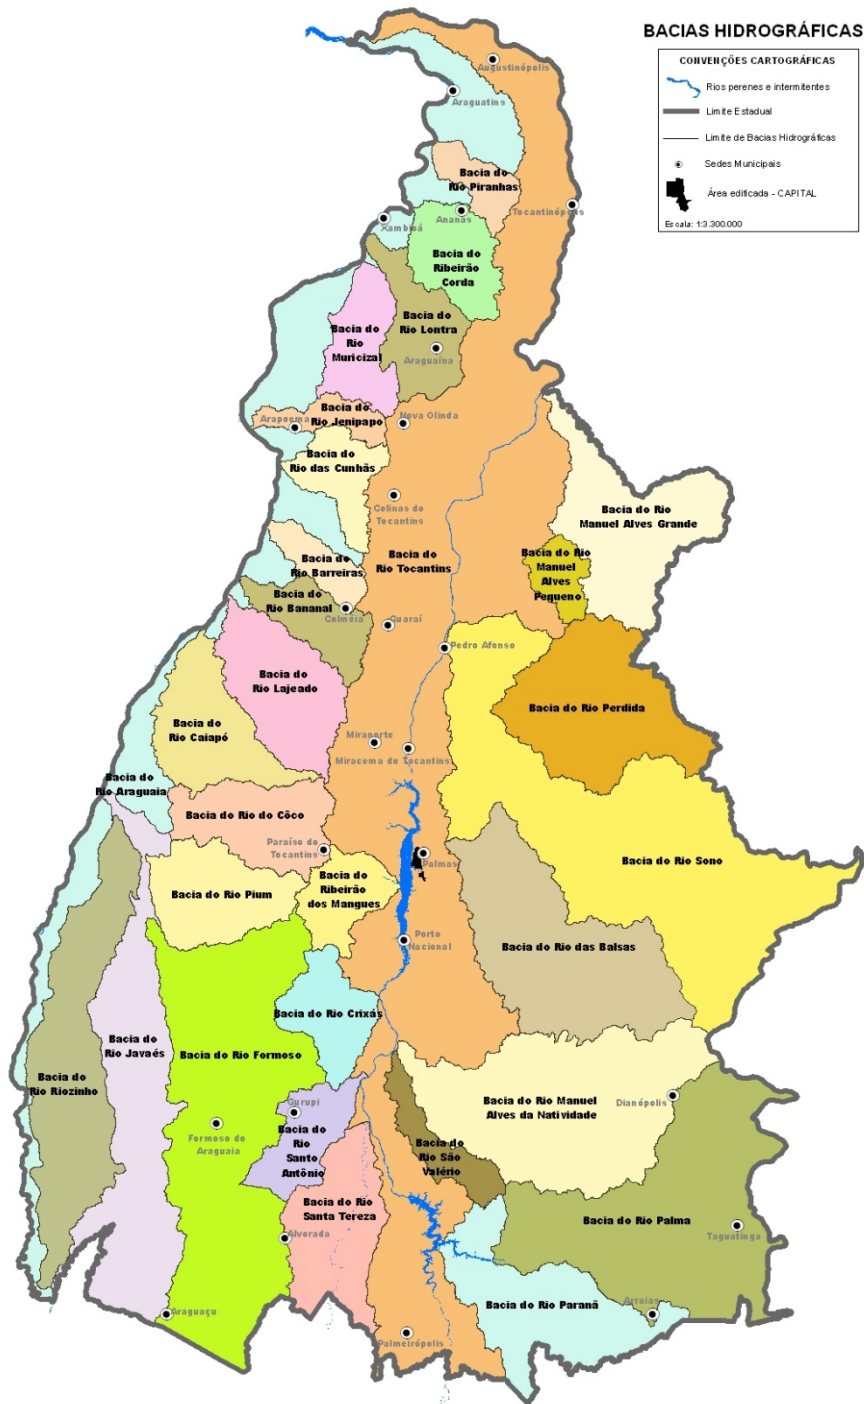 BACIAS HIDROGRÁFICAS
CONVENÇÕES CARTOGRÁFICAS
Rios perenes e intermitentes
Limite Estadual
Limite de Bacias Hidrográficas
Sedes Municipais
Área edificada - CAPITAL
Escala: 1:3.300.000
Augustinópolis
Araguatins
Bacia do
Rio Piranhas
Ananás
Tocantinópolis
Xambioá
Bacia do
Ribeirão
Corda
Bacia do
Rio Lontra
Bacia do
Rio
Muricizal
Araguaína
Bacia do
Rio Jenipapo
Arapoema
Nova Olinda
Bacia do
Rio das Cunhãs
Colinas do
Tocantins
Bacia do Rio
Manuel Alves Grande
Bacia do
Rio Barreiras
Bacia do
Rio Tocantins
Bacia do Rio
Manuel
Alves
Pequeno
Bacia do
Rio Bananal
Colméia
Guaraí
Pedro Afonso
Bacia do
Rio Lajeado
Bacia do Rio Perdida
Bacia do
Rio Caiapó
Miranorte
Miracema do Tocantins
Bacia do
Rio Araguaia
Bacia do Rio do Côco
Paraíso do
Tocantins
Palmas
Bacia do Rio Sono
Bacia do Rio Pium
Bacia do
Ribeirão
dos Mangues
Porto
Nacional
Bacia do Rio das Balsas
Bacia do Rio Crixás
Bacia do
Rio Javaés
Bacia do Rio Formoso
Bacia do
Rio Riozinho
Bacia do Rio Manuel
Alves da Natividade
Dianópolis
Gurupi
Formoso do
Araguaia
Bacia do
Rio
Santo
Antônio
Bacia do
Rio São
Valério
Bacia do Rio
Santa Tereza
Bacia do Rio Palma
Taguatinga
Alvorada
Bacia do Rio Paranã
Arraias
Araguaçu
Palmeirópolis